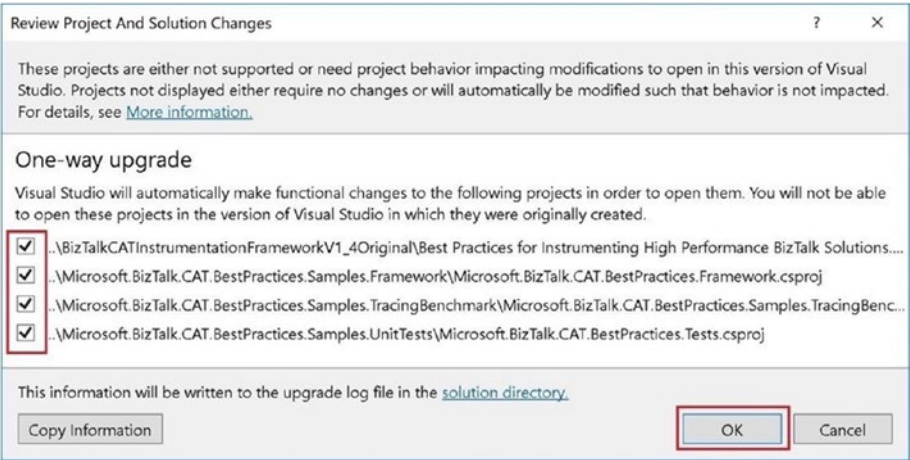 Review Project And Solution Changes ? ×
These projects are either not supported or need project behavior impacting modifications to open in this version of Visual
Studio. Projects not displayed either require no changes or will automatically be modified such that behavior is not impacted.
For details, see More information.
One-way upgrade
Visual Studio will automatically make functional changes to the following projects in order to open them. You will not be able
to open these projects in the version of Visual Studio in which they were originally created.
..\BizTalkCATInstrumentationFrameworkV1_4Original\Best Practices for Instrumenting High Performance BizTalk Solutions....
..\Microsoft.BizTalk.CAT.BestPractices.Samples.Framework\Microsoft.BizTalk.CAT.BestPractices.Framework.csproj
..\Microsoft.BizTalk.CAT.BestPractices.Samples.TracingBenchmark\Microsoft.BizTalk.CAT.BestPractices.Samples.TracingBenc...
..\Microsoft.BizTalk.CAT.BestPractices.Samples.UnitTests\Microsoft.BizTalk.CAT.BestPractices.Tests.csproj
This information will be written to the upgrade log file in the solution directory.
Copy Information OK Cancel